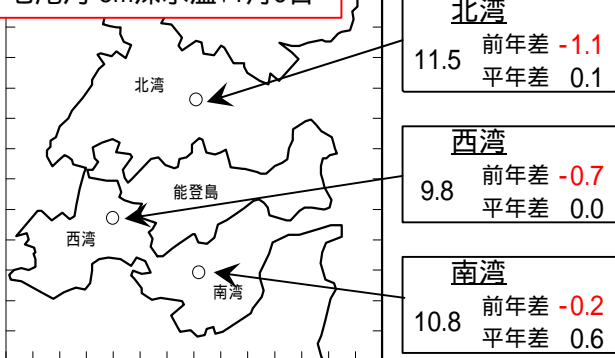 北湾
11.5
前年差 -1.1
平年差 0.1
北湾
西湾
9.8
前年差 -0.7
平年差 0.0
能登島
西湾
南湾
南湾
10.8
前年差 -0.2
平年差 0.6